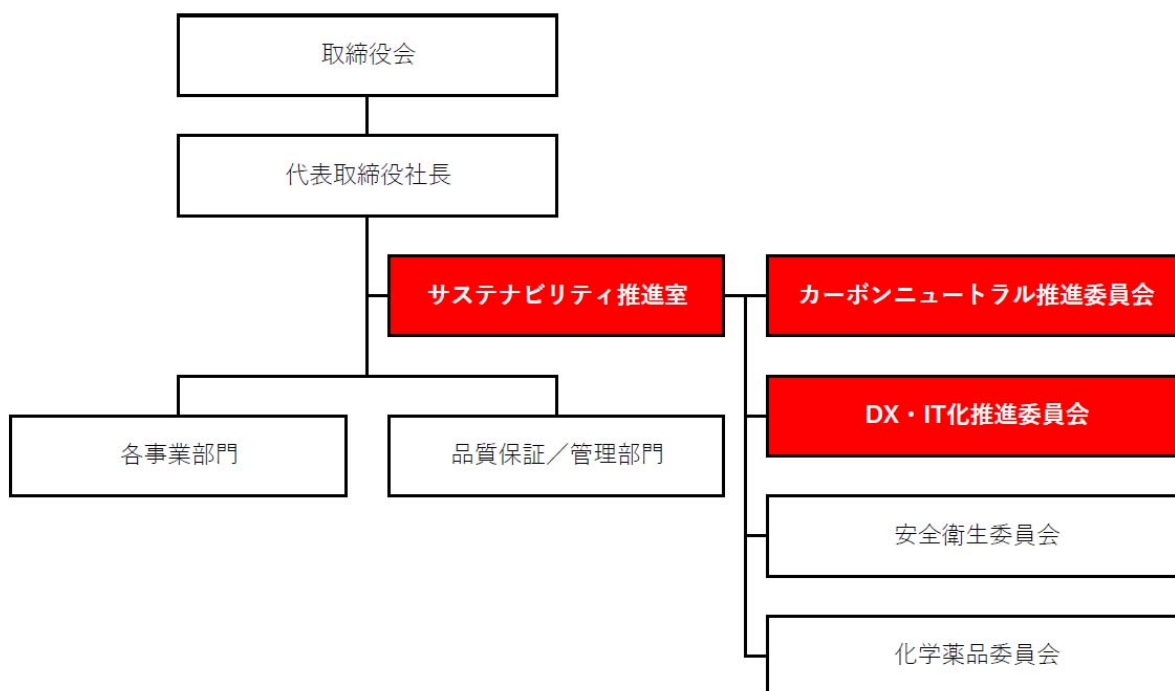 取締役会
代表取締役社長
サステナビリティ推進室
カーボンニュートラル推進委員会
DX・IT化推進委員会
各事業部門
品質保証／管理部門
安全衛生委員会
化学薬品委員会